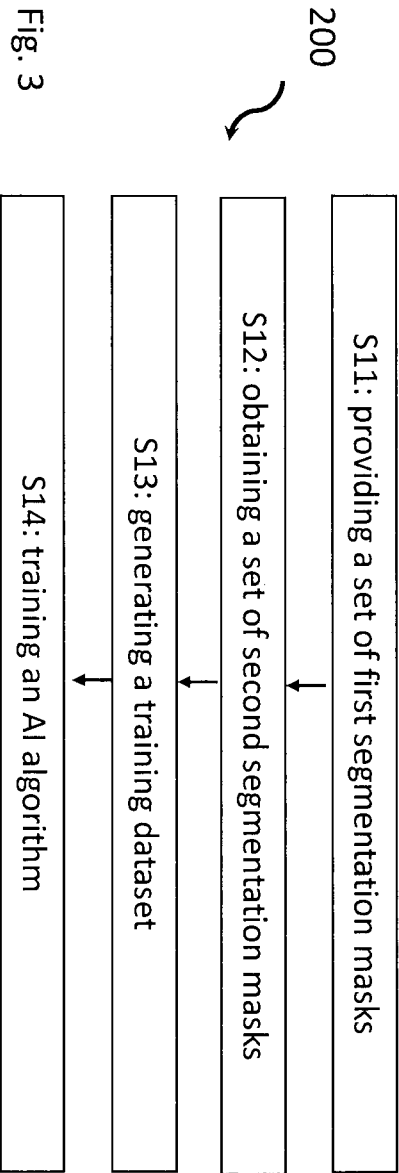 200
S11: providing a set of first segmentation masks
S12: obtaining a set of second segmentation masks
S13: generating a training dataset
S14: training an AI algorithm
Fig. 3